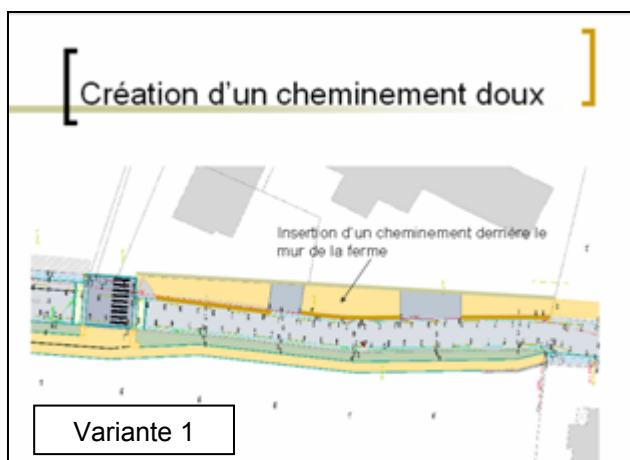 Création d'un cheminement doux
Insertion d'un cheminement derrière le
mur de la ferme
Variante 1